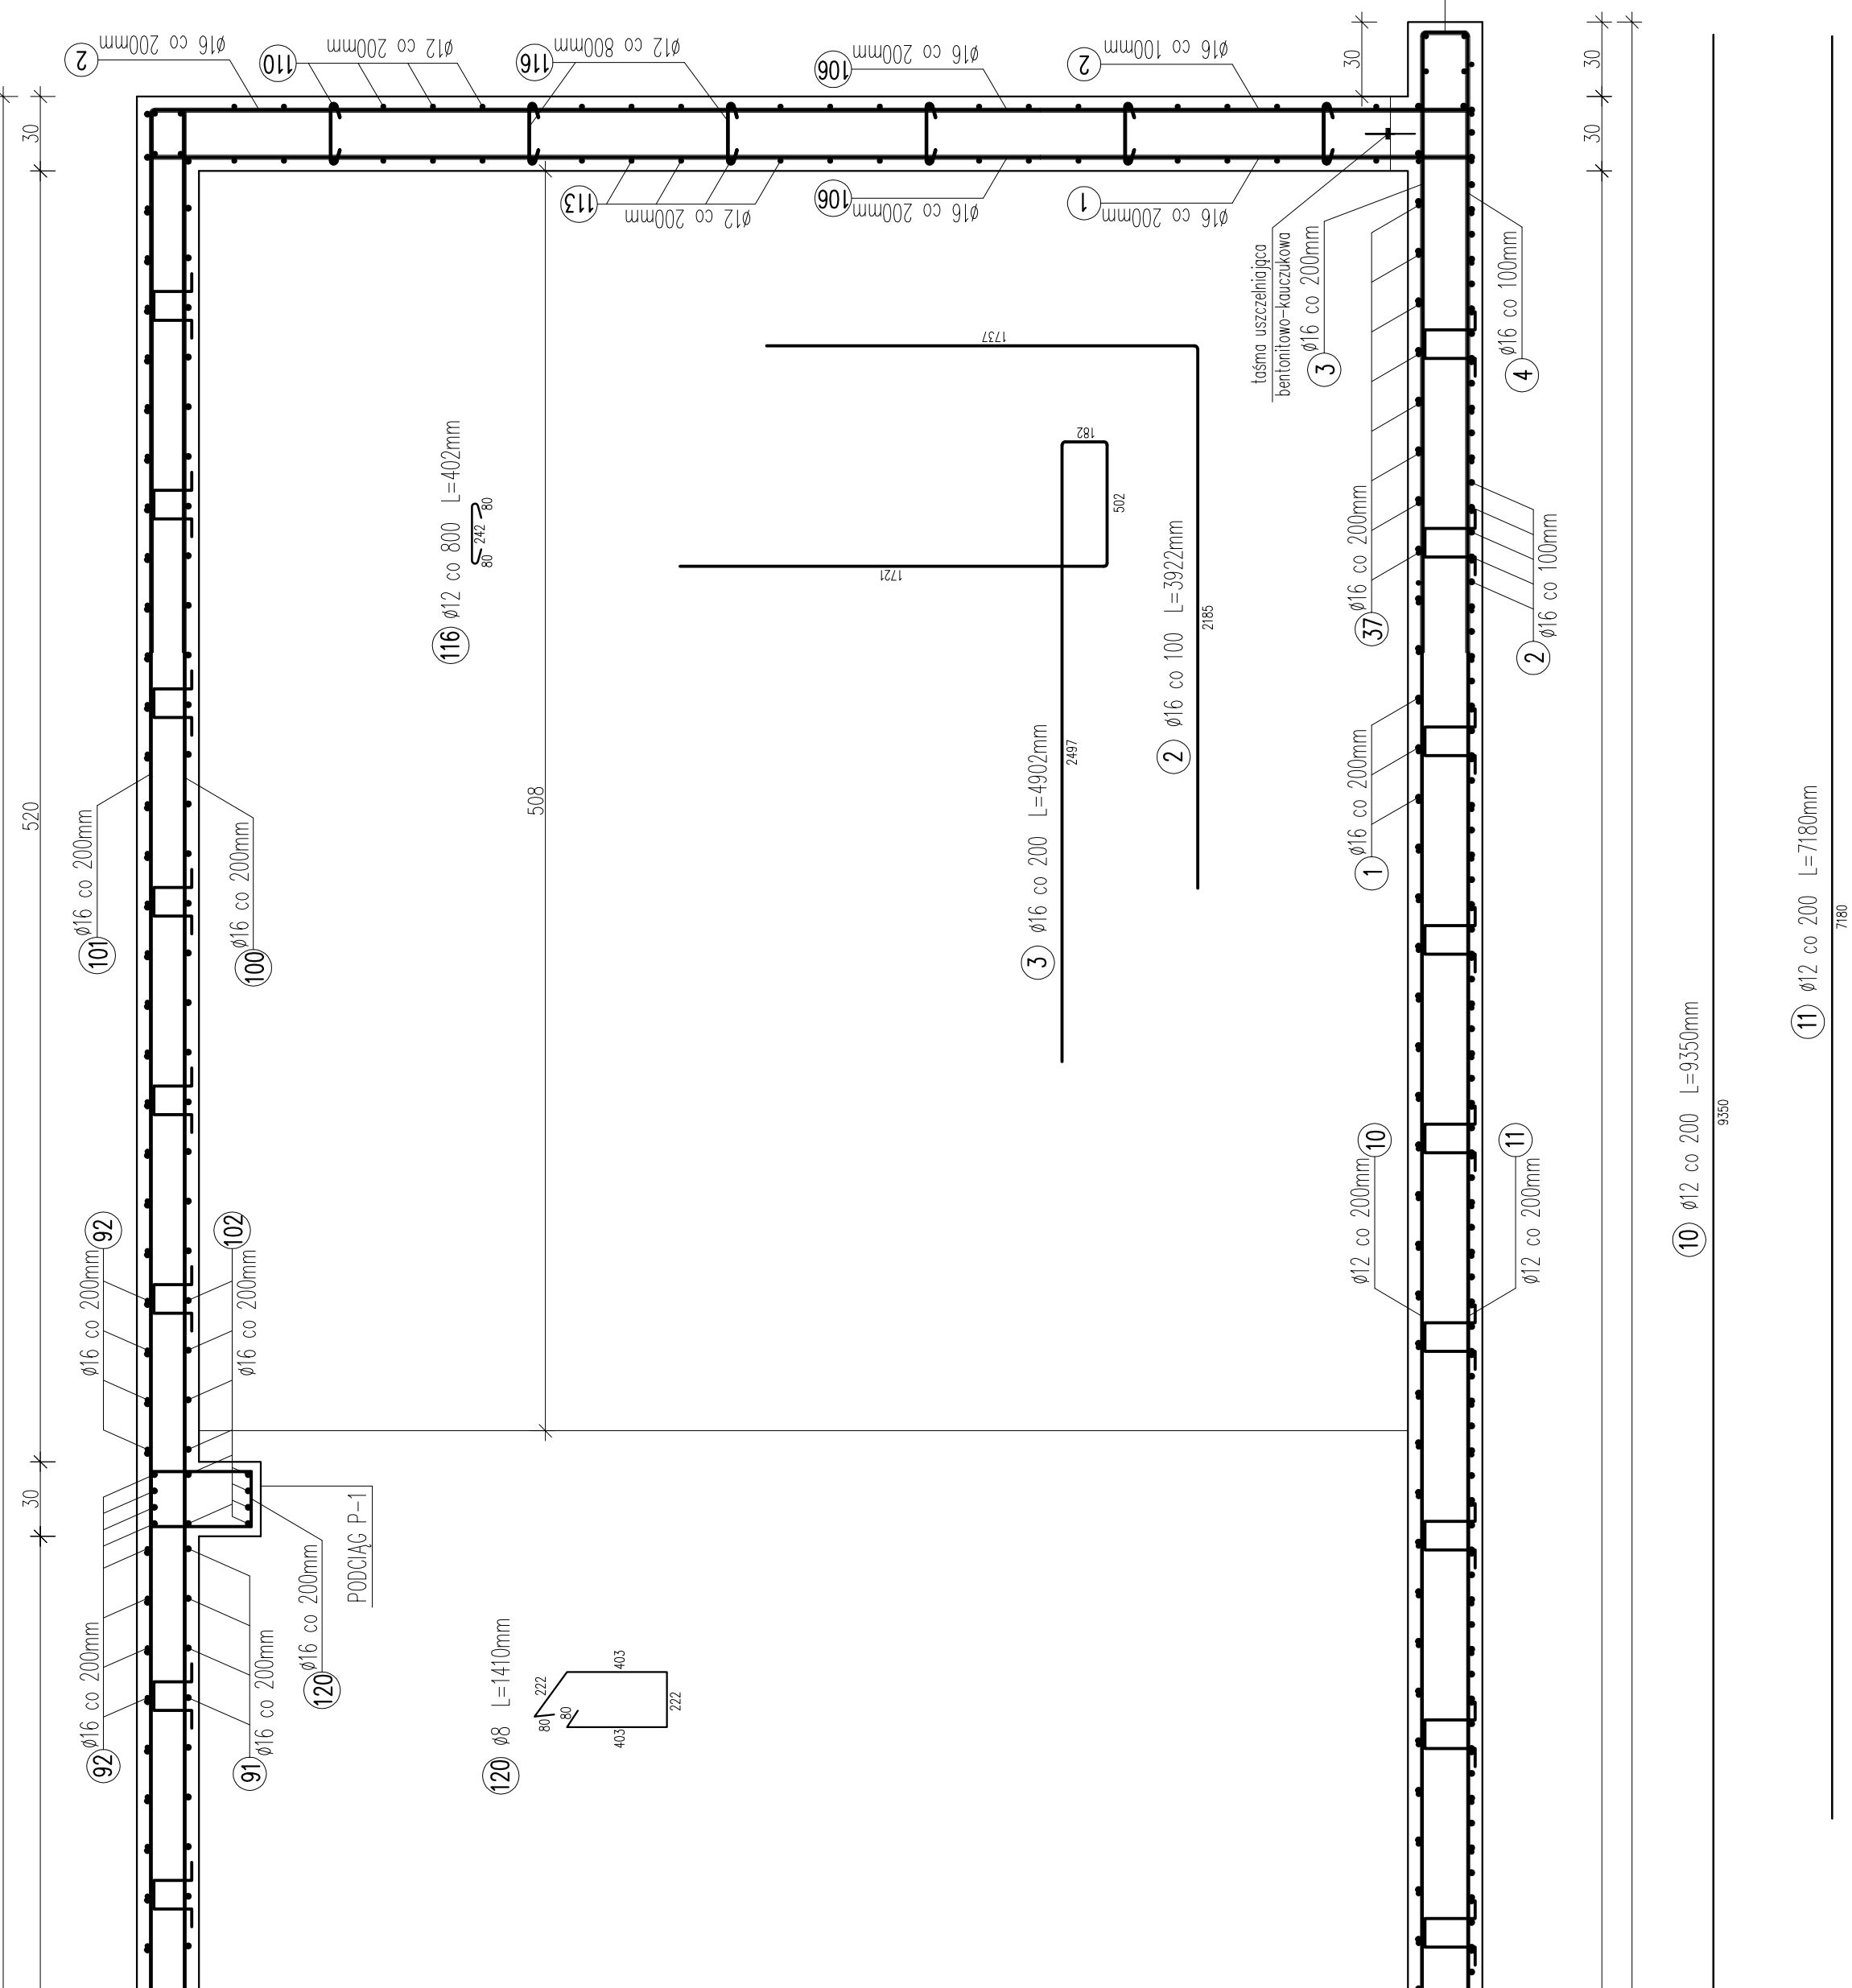 2
ø16 co 200mm
110
ø12 co 200mm
116
ø12 co 800mm
106
ø16 co 200mm
2
ø16 co 100mm
30
30
30
30
113
ø12 co 200mm
106
ø16 co 200mm
1
ø16 co 200mm
taśma uszczelniająca
bentonitowo-kauczukowa
3
ø16 co 200mm
4
ø16 co 100mm
1737
182
502
1721
116 ø12 co 800 L=402mm
80
242
80
2 ø16 co 100 L=3922mm
2185
37
ø16 co 200mm
2
ø16 co 100mm
3 ø16 co 200 L=4902mm
2497
520
508
101
ø16 co 200mm
100
ø16 co 200mm
1
ø16 co 200mm
11 ø12 co 200 L=7180mm
7180
10 ø12 co 200 L=9350mm
9350
10
ø12 co 200mm
11
ø12 co 200mm
92
ø16 co 200mm
102
ø16 co 200mm
30
PODCIĄG P-1
120
ø16 co 200mm
92
ø16 co 200mm
91
ø16 co 200mm
120 ø8 L=1410mm
222
403
80
80
222
403